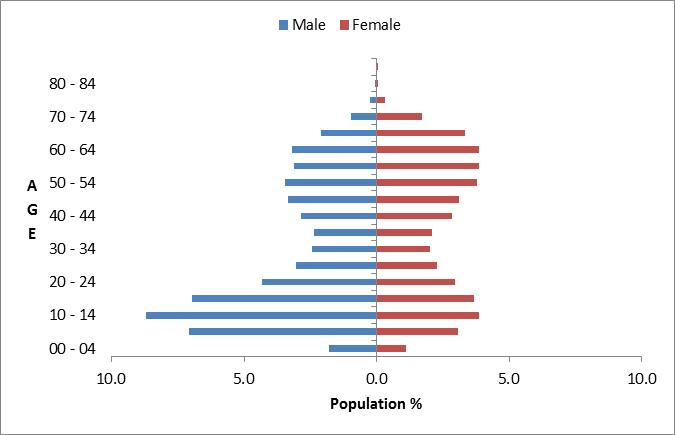 Male Female
80 - 84
70 - 74
60 - 64
50 - 54
40 - 44
30 - 34
20 - 24
10 - 14
00 - 04
A
G
E
10.0 5.0 0.0 5.0 10.0
Population %